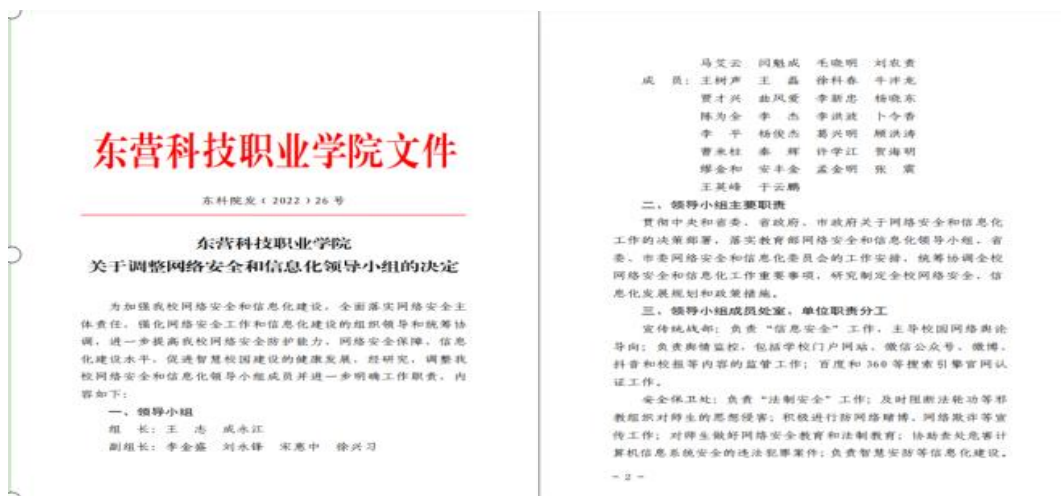 东营科技职业学院文件
东科院发〔2022〕26 号
东营科技职业学院
关于调整网络安全和信息化领导小组的决定
为加强我校网络安全和信息化建设，全面落实网络安全主
体责任，强化网络安全工作和信息化建设的组织领导和统筹协
调，进一步提高我校网络安全防护能力、网络安全保障、信息
化建设水平，促进智慧校园建设的健康发展，经研究，调整我
校网络安全和信息化领导小组成员并进一步明确工作职责，内
容如下：
一、领导小组
组 长：王 志 成永江
副组长：李金盛 刘永锋 宋惠中 徐兴习
马艾云 闫魁成 毛晓明 刘农贵
成 员：王树声 王 磊 徐科春 牛沛龙
贾才兴 曲风爱 李新忠 杨晓东
陈为全 李 杰 李洪波 卜令香
李 平 杨俊杰 葛兴明 顾洪涛
曹来柱 秦 辉 许学江 贺海明
缪金和 安丰金 孟金明 张 震
王英峰 于云鹏
二、领导小组主要职责
贯彻中央和省委、省政府、市政府关于网络安全和信息化
工作的决策部署，落实教育部网络安全和信息化领导小组、省
委、市委网络安全和信息化委员会的工作安排，统筹协调全校
网络安全和信息化工作重要事项，研究制定全校网络安全、信
息化发展规划和政策措施。
三、领导小组成员处室、单位职责分工
宣传统战部：负责“信息安全”工作，主导校园网络舆论
导向；负责舆情监控，包括学校门户网站、微信公众号、微博、
抖音和校报等内容的监管工作；百度和 360 等搜索引擎官网认
证工作。
安全保卫处：负责“法制安全”工作；及时阻断法轮功等邪
教组织对师生的思想侵害；积极进行防网络赌博、网络欺诈等宣
传工作；对师生做好网络安全教育和法制教育；协助查处危害计
算机信息系统安全的违法犯罪案件；负责智慧安防等信息化建设。
- 2 -